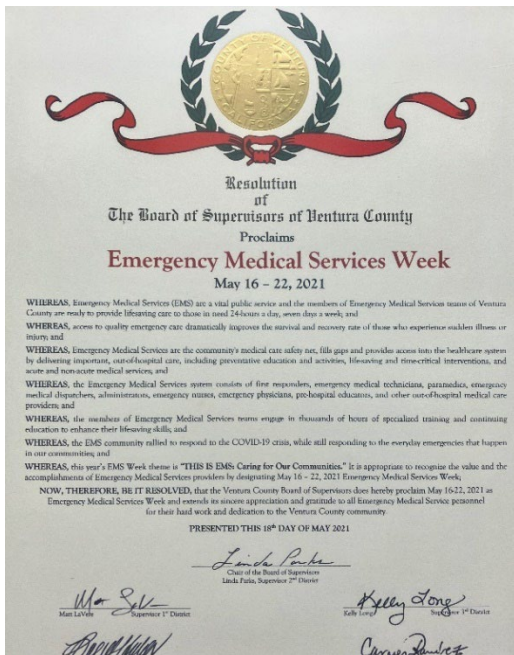 Resolution
of
The Board of Supervisors of Ventura County
Proclaims
Emergency Medical Services Week
May 16 – 22, 2021
WHEREAS, Emergency Medical Services (EMS) are a vital public service and the members of Emergency Medical Services teams of Ventura
County are ready to provide lifesaving care to those in need 24-hours a day, seven days a week; and
WHEREAS, access to quality emergency care dramatically improves the survival and recovery rate of those who experience sudden illness or
injury; and
WHEREAS, Emergency Medical Services are the community's medical care safety net, fills gaps and provides access into the healthcare system
by delivering important, out-of-hospital care, including preventative education and activities, life-saving and time-critical interventions, and
acute and non-acute medical services; and
WHEREAS, the Emergency Medical Services system consists of first responders, emergency medical technicians, paramedics, emergency
medical dispatchers, administrators, emergency nurses, emergency physicians, pre-hospital educators, and other out-of-hospital medical care
providers; and
WHEREAS, the members of Emergency Medical Services teams engage in thousands of hours of specialized training and continuing
education to enhance their lifesaving skills; and
WHEREAS, the EMS community rallied to respond to the COVID-19 crisis, while still responding to the everyday emergencies that happen
in our communities; and
WHEREAS, this year's EMS Week theme is "THIS IS EMS: Caring for Our Communities." It is appropriate to recognize the value and the
accomplishments of Emergency Medical Services providers by designating May 16 – 22, 2021 Emergency Medical Services Week;
NOW, THEREFORE, BE IT RESOLVED, that the Ventura County Board of Supervisors does hereby proclaim May 16-22, 2021 as
Emergency Medical Services Week and extends its sincere appreciation and gratitude to all Emergency Medical Service personnel
for their hard work and dedication to the Ventura County community.
PRESENTED THIS 18th DAY OF MAY 2021
Linda Parks
Chair of the Board of Supervisors
Linda Parks, Supervisor 2nd District
Kelly Long
Matt LaVere Supervisor 1st District
Kelly Long Supervisor 3rd District